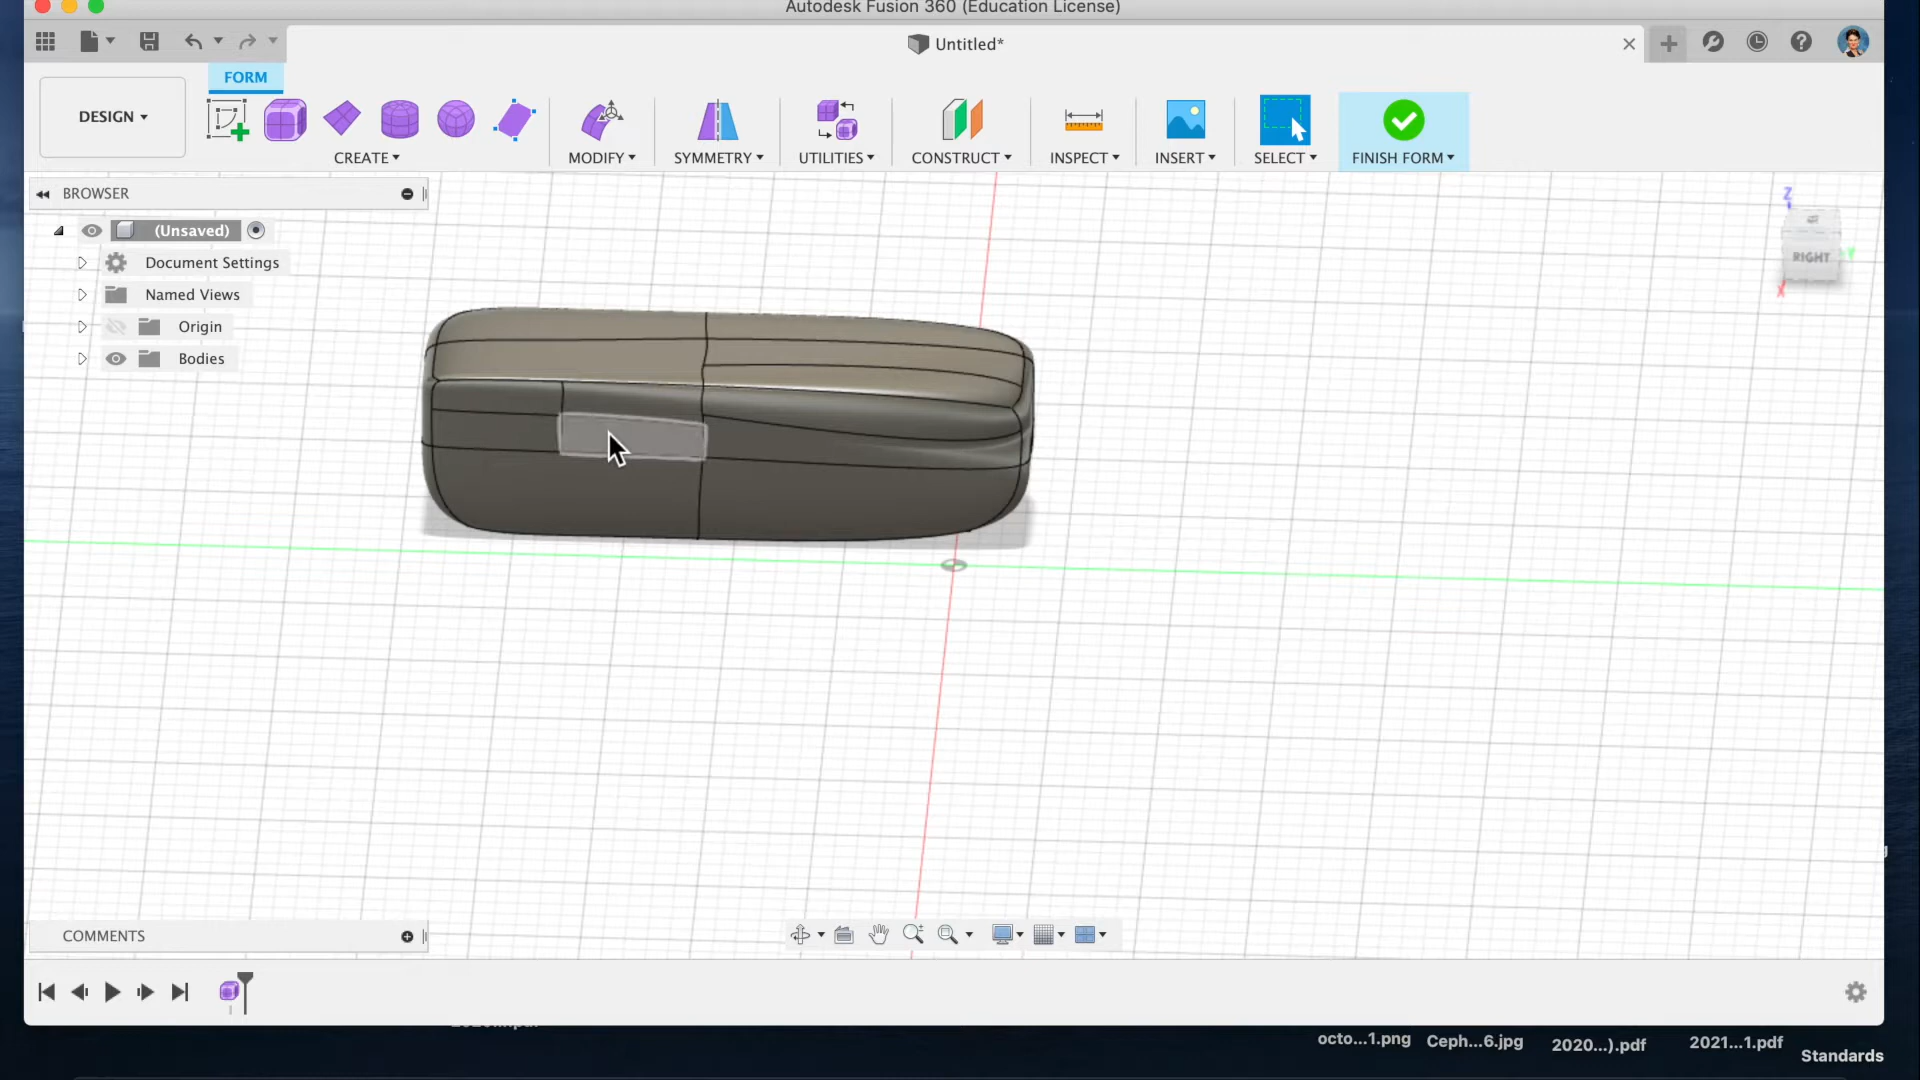 Autodesk Fusion 360 (Education License)
Untitled*
FORM
DESIGN
CREATE
MODIFY
SYMMETRY
UTILITIES
CONSTRUCT
INSPECT
INSERT
SELECT
FINISH FORM
BROWSER
(Unsaved)
Document Settings
Named Views
Origin
Bodies
Z
RIGHT
Y
X
COMMENTS
octo...1.png
Ceph...6.jpg
2020...).pdf
2021...1.pdf
Standards